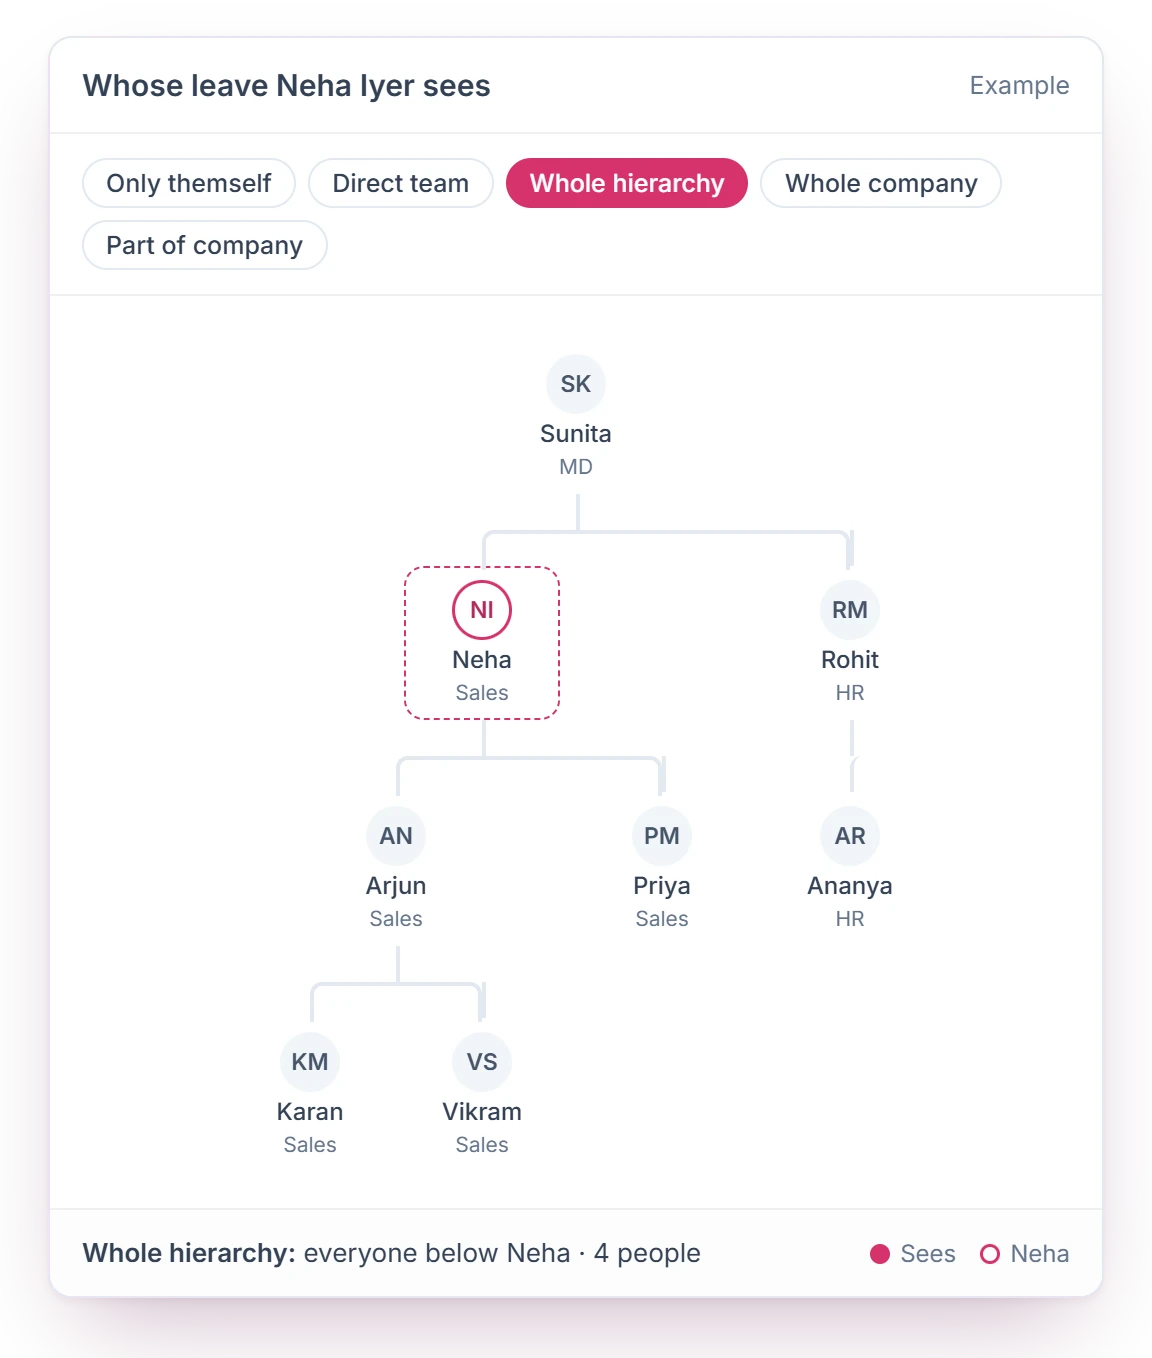 Whose leave Neha Iyer sees
Example
Only themself
Direct team
Whole hierarchy
Whole company
Part of company
SK
Sunita
MD
NI
Neha
Sales
RM
Rohit
HR
AN
Arjun
Sales
PM
Priya
Sales
AR
Ananya
HR
KM
Karan
Sales
VS
Vikram
Sales
Whole hierarchy: everyone below Neha · 4 people
Sees
Neha